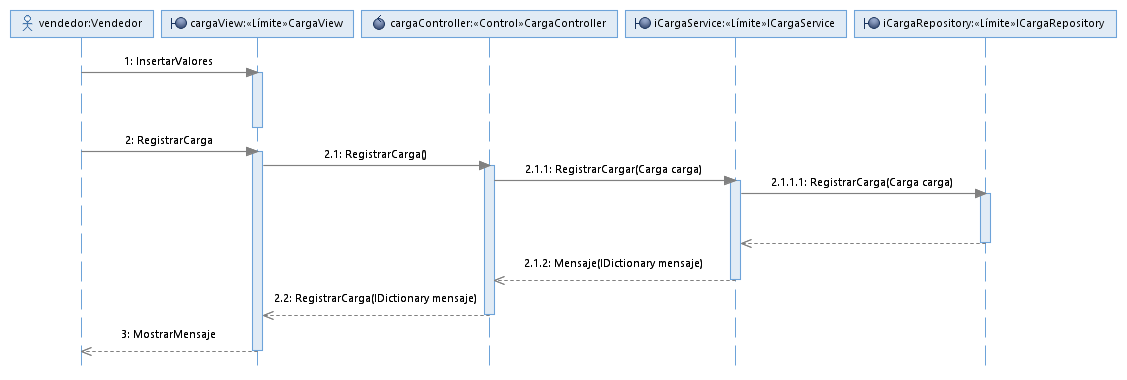 vendedor:Vendedor
cargaView:«Límite»CargaView
cargaController:«Control»CargaController
iCargaService:«Límite»ICargaService
iCargaRepository:«Límite»ICargaRepository
1: InsertarValores
2: RegistrarCarga
2.1: RegistrarCarga()
2.1.1: RegistrarCargar(Carga carga)
2.1.1.1: RegistrarCarga(Carga carga)
2.1.2: Mensaje(IDictionary mensaje)
2.2: RegistrarCarga(IDictionary mensaje)
3: MostrarMensaje